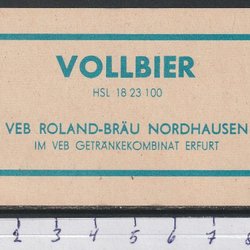 VOLLBIER
HSL 18 23 100
VEB ROLAND-BRÄU NORDHAUSEN
IM VEB GETRÄNKEKOMBINAT ERFURT
2 3 4 5 6 7 8